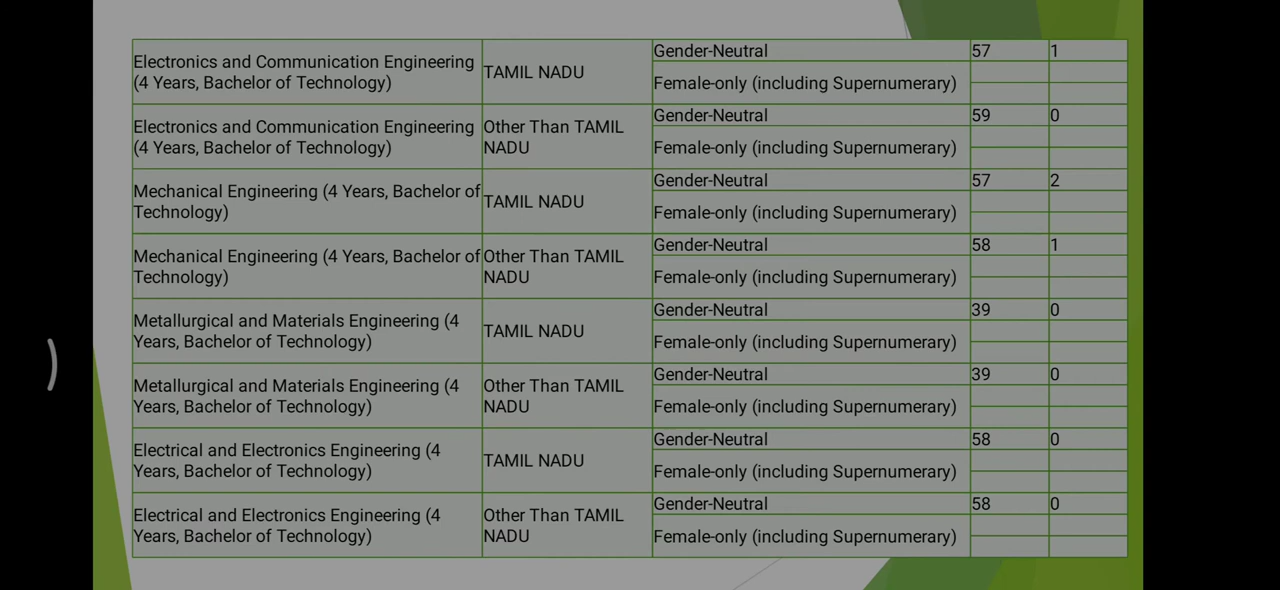 Electronics and Communication Engineering
(4 Years, Bachelor of Technology)
TAMIL NADU
Gender-Neutral
57
1
Female-only (including Supernumerary)
Electronics and Communication Engineering
(4 Years, Bachelor of Technology)
Other Than TAMIL
NADU
Gender-Neutral
59
0
Female-only (including Supernumerary)
Mechanical Engineering (4 Years, Bachelor of
Technology)
TAMIL NADU
Gender-Neutral
57
2
Female-only (including Supernumerary)
Mechanical Engineering (4 Years, Bachelor of
Technology)
Other Than TAMIL
NADU
Gender-Neutral
58
1
Female-only (including Supernumerary)
Metallurgical and Materials Engineering (4
Years, Bachelor of Technology)
TAMIL NADU
Gender-Neutral
39
0
Female-only (including Supernumerary)
Metallurgical and Materials Engineering (4
Years, Bachelor of Technology)
Other Than TAMIL
NADU
Gender-Neutral
39
0
Female-only (including Supernumerary)
Electrical and Electronics Engineering (4
Years, Bachelor of Technology)
TAMIL NADU
Gender-Neutral
58
0
Female-only (including Supernumerary)
Electrical and Electronics Engineering (4
Years, Bachelor of Technology)
Other Than TAMIL
NADU
Gender-Neutral
58
0
Female-only (including Supernumerary)